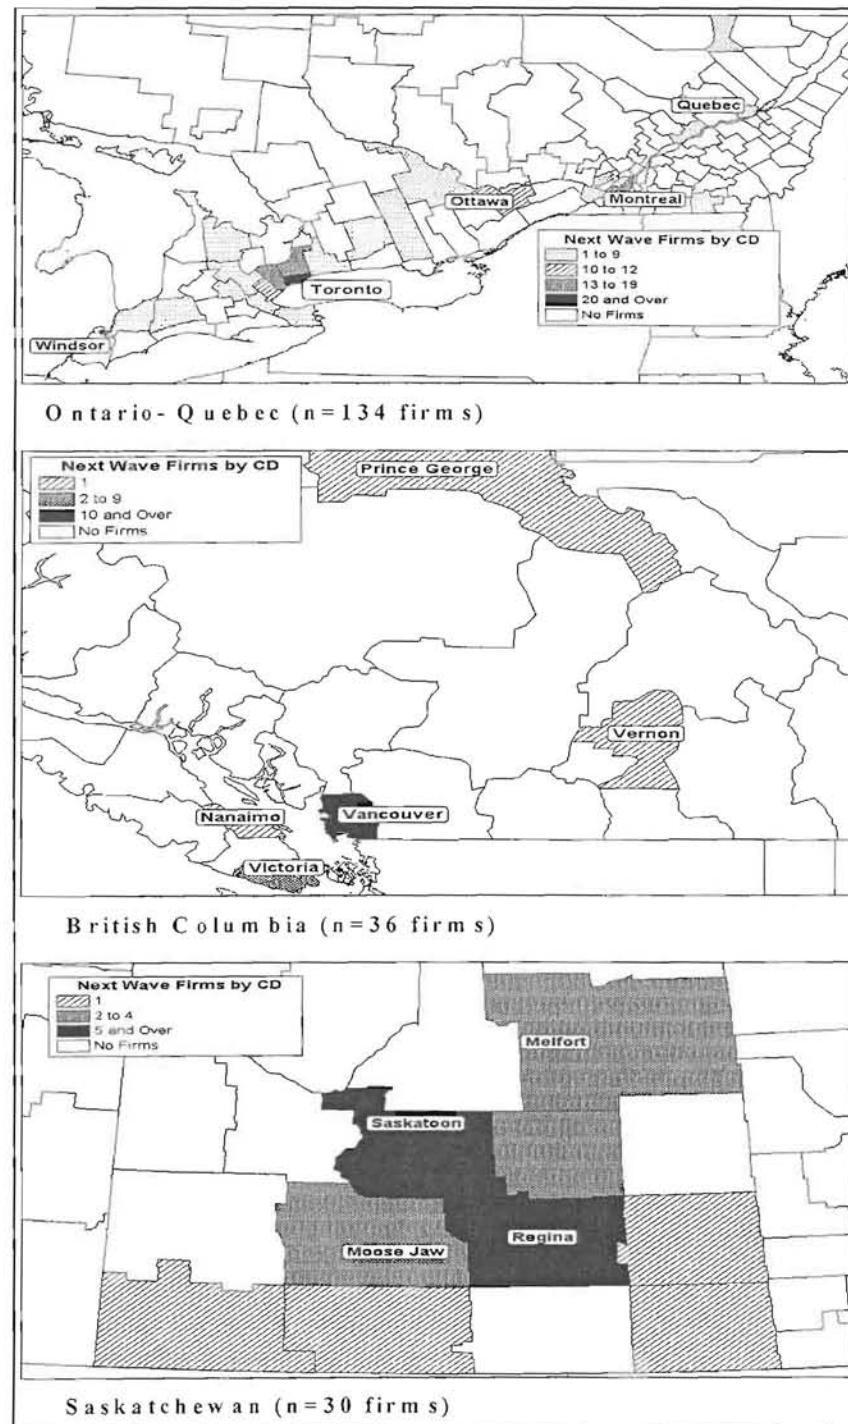 Quebec
Ottawa
Montreal
Next Wave Firms by CD
1 to 9
10 to 12
13 to 19
20 and Over
No Firms
Toronto
Windsor
Ontario-Quebec (n=134 firms)
Next Wave Firms by CD
1
2 to 9
10 and Over
No Firms
Prince George
Vernon
Nanaimo
Vancouver
Victoria
British Columbia (n=36 firms)
Next Wave Firms by CD
1
2 to 4
5 and Over
No Firms
Melfort
Saskatoon
Regina
Moose Jaw
Saskatchewan (n=30 firms)